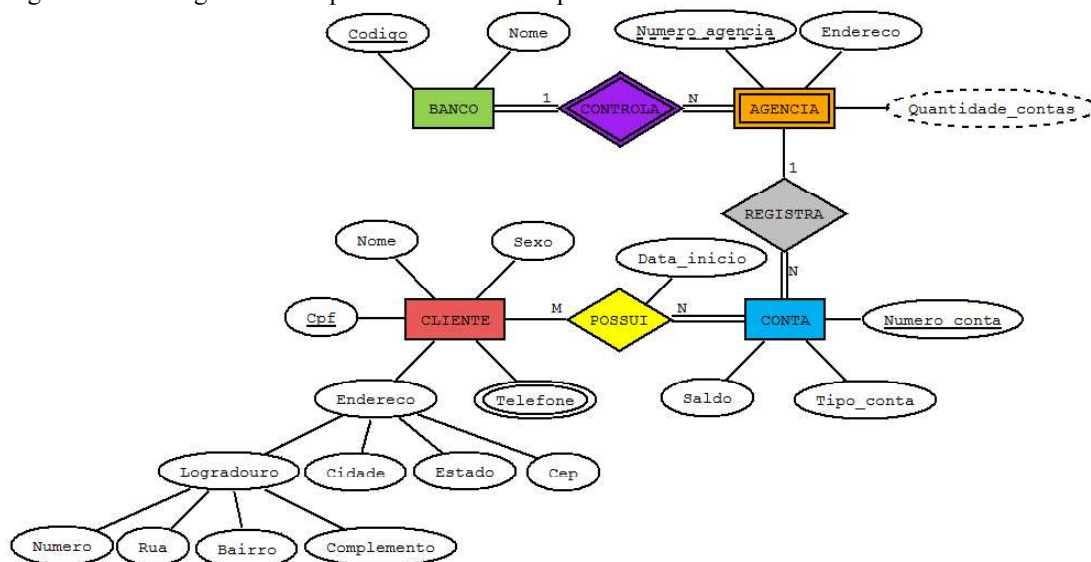 Codigo
Nome
Numero_agencia
Endereco
BANCO
1
CONTROLA
N
AGENCIA
Quantidade_contas
1
REGISTRA
Nome
Sexo
Data_inicio
N
Cpf
CLIENTE
M
POSSUI
N
CONTA
Numero_conta
Endereco
Telefone
Saldo
Tipo_conta
Logradouro
Cidade
Estado
Cep
Numero
Rua
Bairro
Complemento